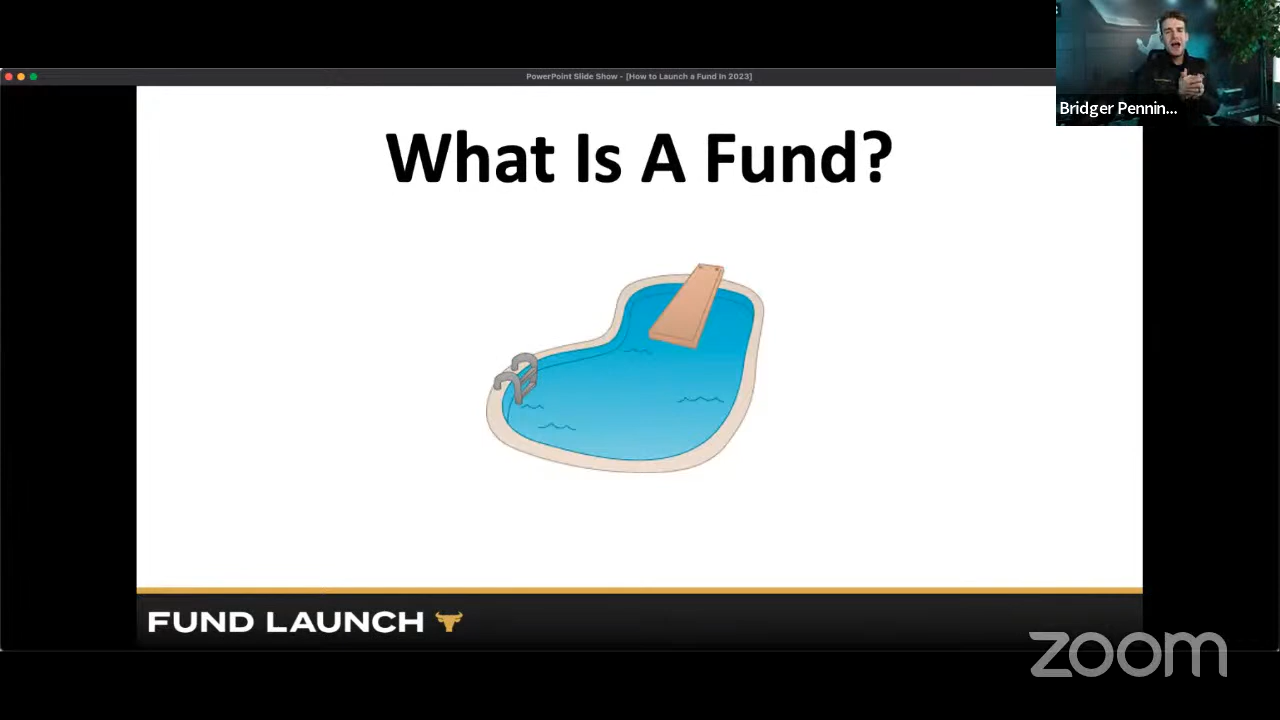 PowerPoint Slide Show - [How to Launch a Fund In 2023]
Bridger Pennin...
What Is A Fund?
FUND LAUNCH
zoom